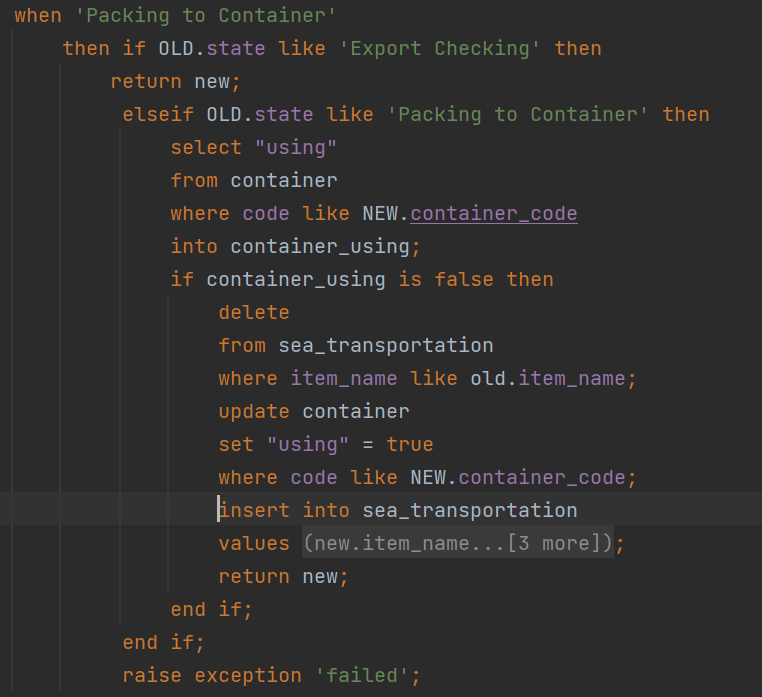 when 'Packing to Container'
then if OLD.state like 'Export Checking' then
return new;
elseif OLD.state like 'Packing to Container' then
select "using"
from container
where code like NEW.container_code
into container_using;
if container_using is false then
delete
from sea_transportation
where item_name like old.item_name;
update container
set "using" = true
where code like NEW.container_code;
insert into sea_transportation
values (new.item_name...[3 more]);
return new;
end if;
end if;
raise exception 'failed';